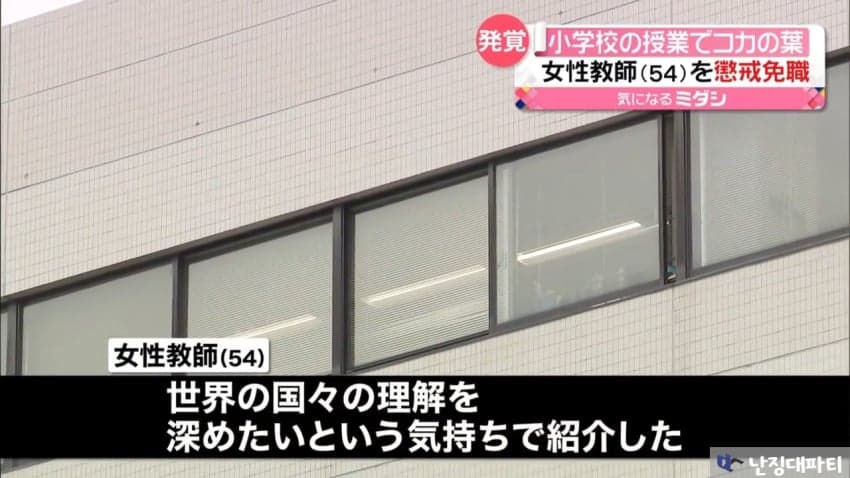 発覚
小学校の授業でコカの葉
女性教師(54)を懲戒免職
気になるミダシ
女性教師(54)
世界の国々の理解を
深めたいという気持ちで紹介した
난징대파티